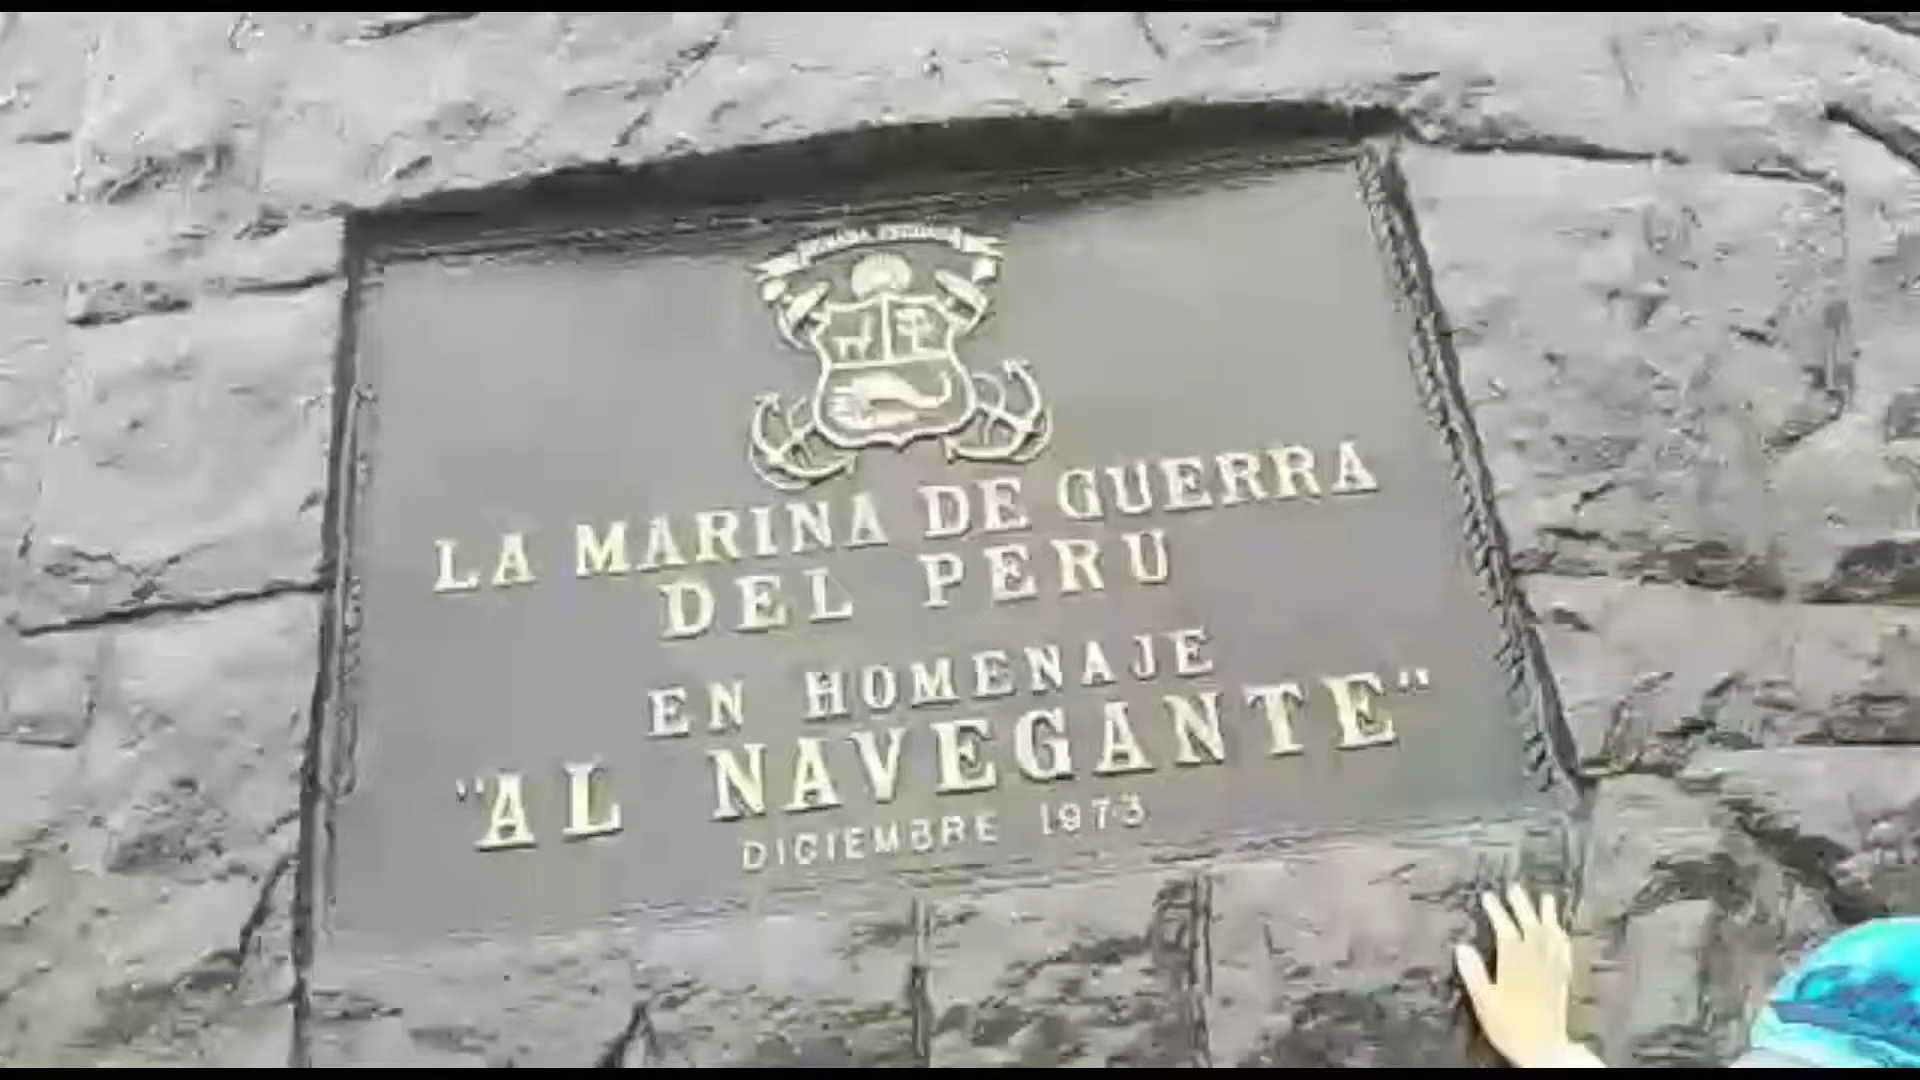 LA MARINA DE GUERRA
DEL PERU
EN HOMENAJE
"AL NAVEGANTE"
DICIEMBRE 1973